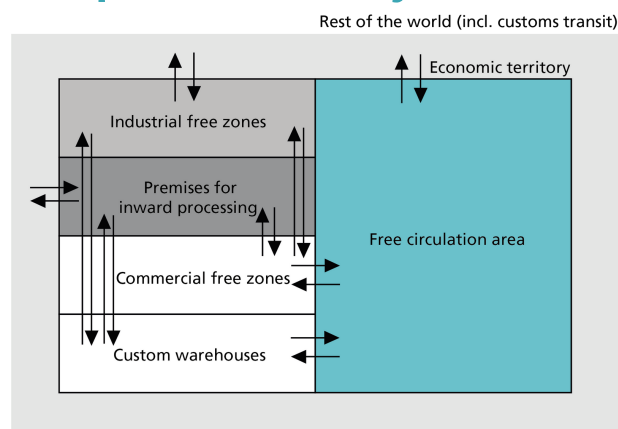 Rest of the world (incl. customs transit)
Economic territory
Industrial free zones
Premises for
inward processing
Free circulation area
Commercial free zones
Custom warehouses